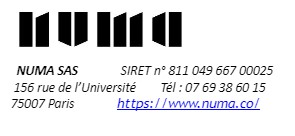 numa
NUMA SAS SIRET n° 811 049 667 00025
156 rue de l'Université Tél : 07 69 38 60 15
75007 Paris https://www.numa.co/